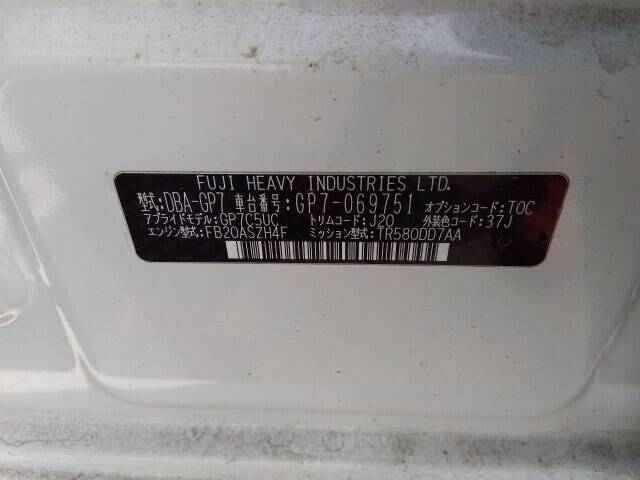 FUJI HEAVY INDUSTRIES LTD.
型式:DBA-GP7 車台番号:GP7-069751 オプションコード:TOC
アプライドモデル:GP7C5UC トリムコード:J20 外装色コード:37J
エンジン型式:FB20ASZH4F ミッション型式:TR580DD7AA